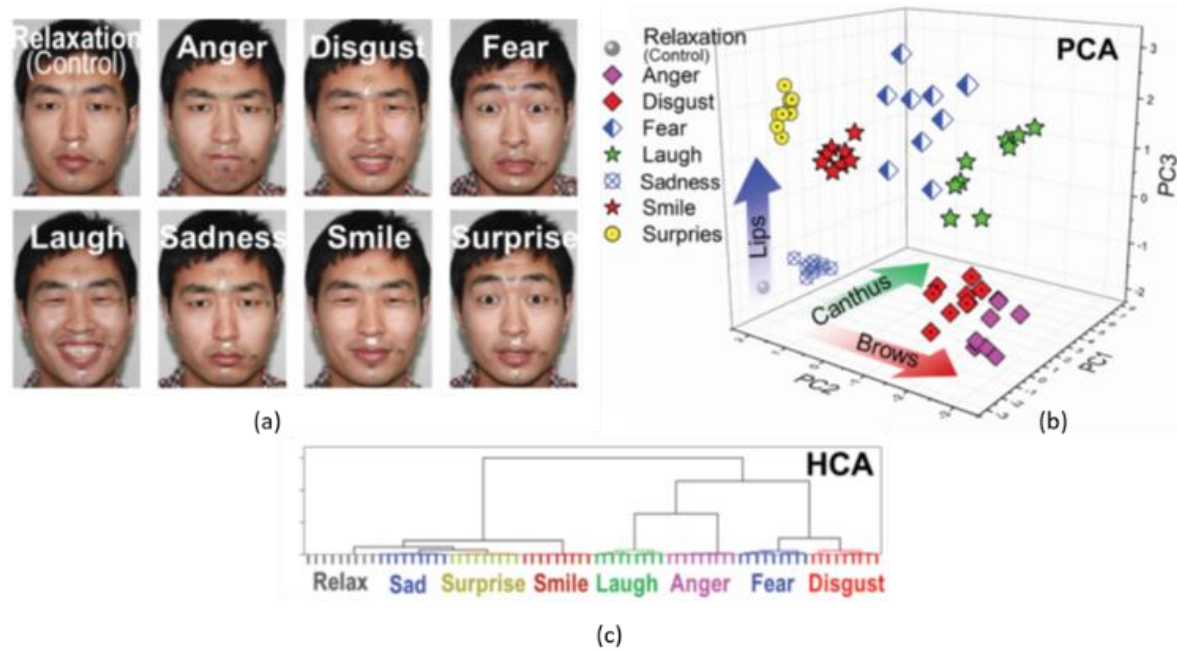 Relaxation
(Control)
Anger
Disgust
Fear
Laugh
Sadness
Smile
Surprise
(a)
PCA
Relaxation
(Control)
Anger
Disgust
Fear
Laugh
Sadness
Smile
Surpries
Lips
Canthus
Brows
PC2
PC1
PC3
3
2
1
0
-1
-2
(b)
HCA
Relax Sad Surprise Smile Laugh Anger Fear Disgust
(c)